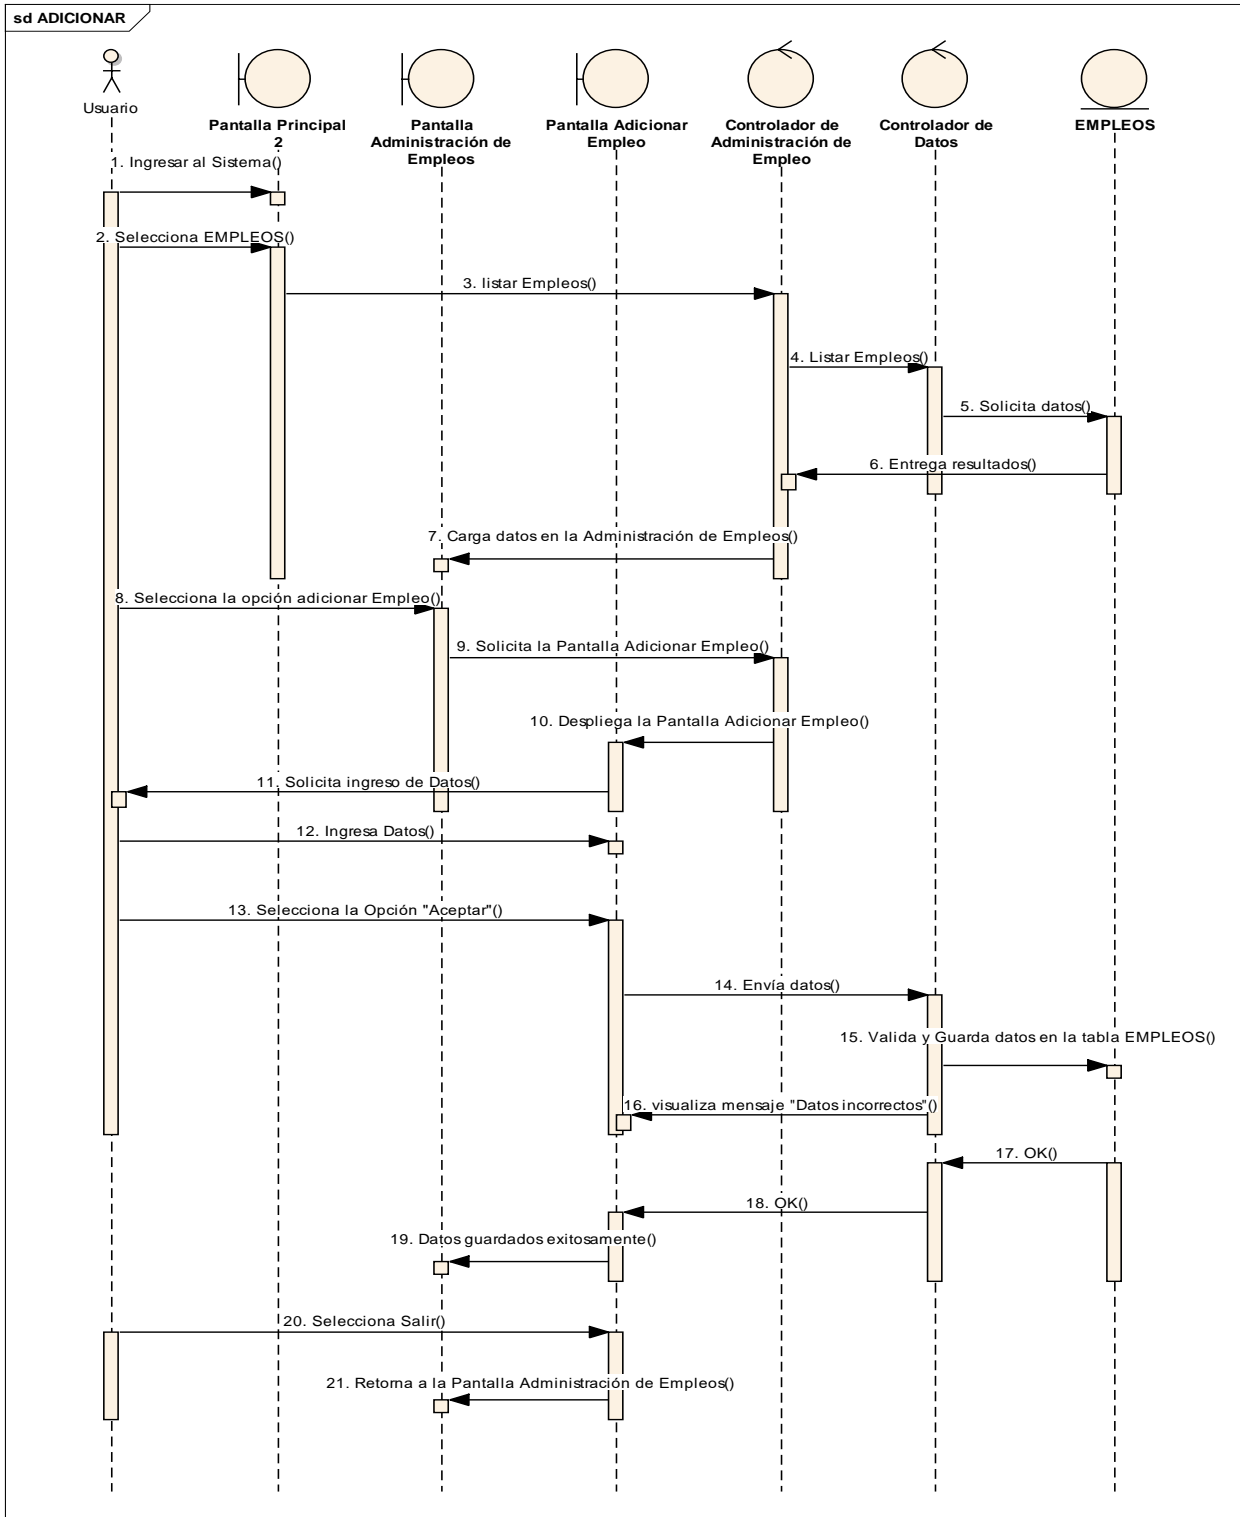 sd ADICIONAR
Usuario
Pantalla Principal
2
Pantalla
Administración de
Empleos
Pantalla Adicionar
Empleo
Controlador de
Administración de
Empleo
Controlador de
Datos
EMPLEOS
1. Ingresar al Sistema()
2. Selecciona EMPLEOS()
3. listar Empleos()
4. Listar Empleos()
5. Solicita datos()
6. Entrega resultados()
7. Carga datos en la Administración de Empleos()
8. Selecciona la opción adicionar Empleo()
9. Solicita la Pantalla Adicionar Empleo()
10. Despliega la Pantalla Adicionar Empleo()
11. Solicita ingreso de Datos()
12. Ingresa Datos()
13. Selecciona la Opción "Aceptar"()
14. Envía datos()
15. Valida y Guarda datos en la tabla EMPLEOS()
16. visualiza mensaje "Datos incorrectos"()
17. OK()
18. OK()
19. Datos guardados exitosamente()
20. Selecciona Salir()
21. Retorna a la Pantalla Administración de Empleos()